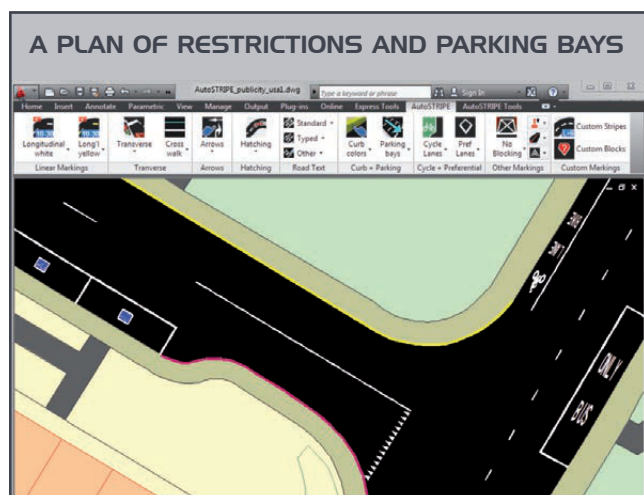 A PLAN OF RESTRICTIONS AND PARKING BAYS
AutoSTRIPE_publicity_usa1.dwg
Type a keyword or phrase
Sign In
Home Insert Annotate Parametric View Manage Output Plug-ins Online Express Tools AutoSTRIPE AutoSTRIPE Tools
Longitudinal white
Long'l yellow
Transverse
Cross walk
Arrows
Hatching
Standard
Typed
Other
Curb colors
Parking bays
Cycle Lanes
Pref Lanes
No Blocking
Custom Stripes
Custom Blocks
Linear Markings
Tranverse
Arrows
Hatching
Road Text
Curb + Parking
Cycle + Preferential
Other Markings
Custom Markings
BUS ONLY